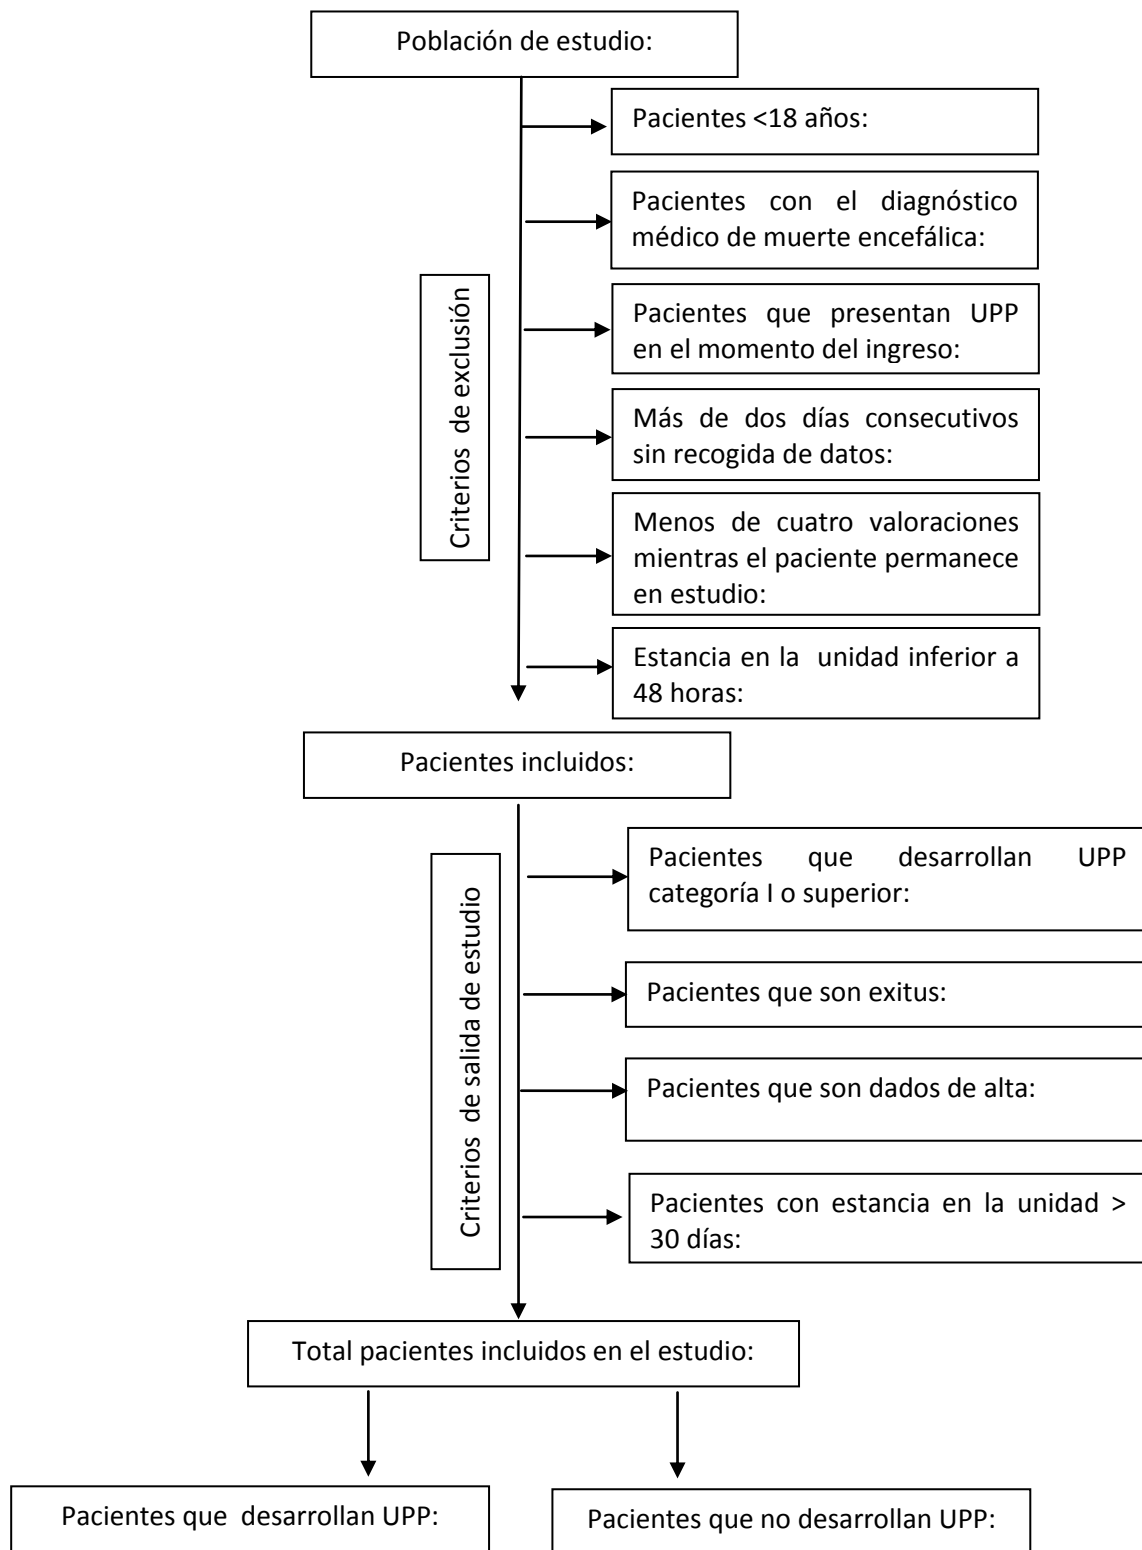 Población de estudio:
Pacientes <18 años:
Pacientes con el diagnóstico
médico de muerte encefálica:
Pacientes que presentan UPP
en el momento del ingreso:
Criterios de exclusión
Más de dos días consecutivos
sin recogida de datos:
Menos de cuatro valoraciones
mientras el paciente permanece
en estudio:
Estancia en la unidad inferior a
48 horas:
Pacientes incluidos:
Pacientes que desarrollan UPP
categoría I o superior:
Criterios de salida de estudio
Pacientes que son exitus:
Pacientes que son dados de alta:
Pacientes con estancia en la unidad >
30 días:
Total pacientes incluidos en el estudio:
Pacientes que desarrollan UPP:
Pacientes que no desarrollan UPP: